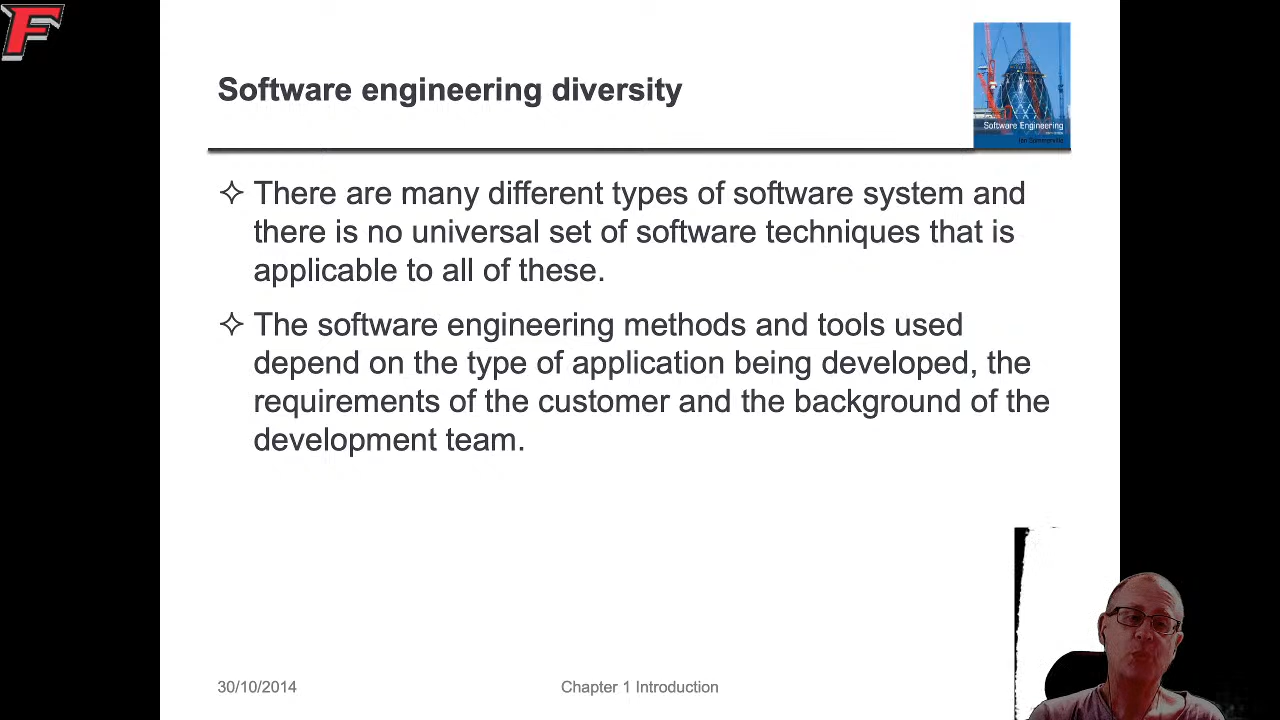 F
Software engineering diversity
Software Engineering
Ian Sommerville
✧ There are many different types of software system and
there is no universal set of software techniques that is
applicable to all of these.
✧ The software engineering methods and tools used
depend on the type of application being developed, the
requirements of the customer and the background of the
development team.
30/10/2014
Chapter 1 Introduction